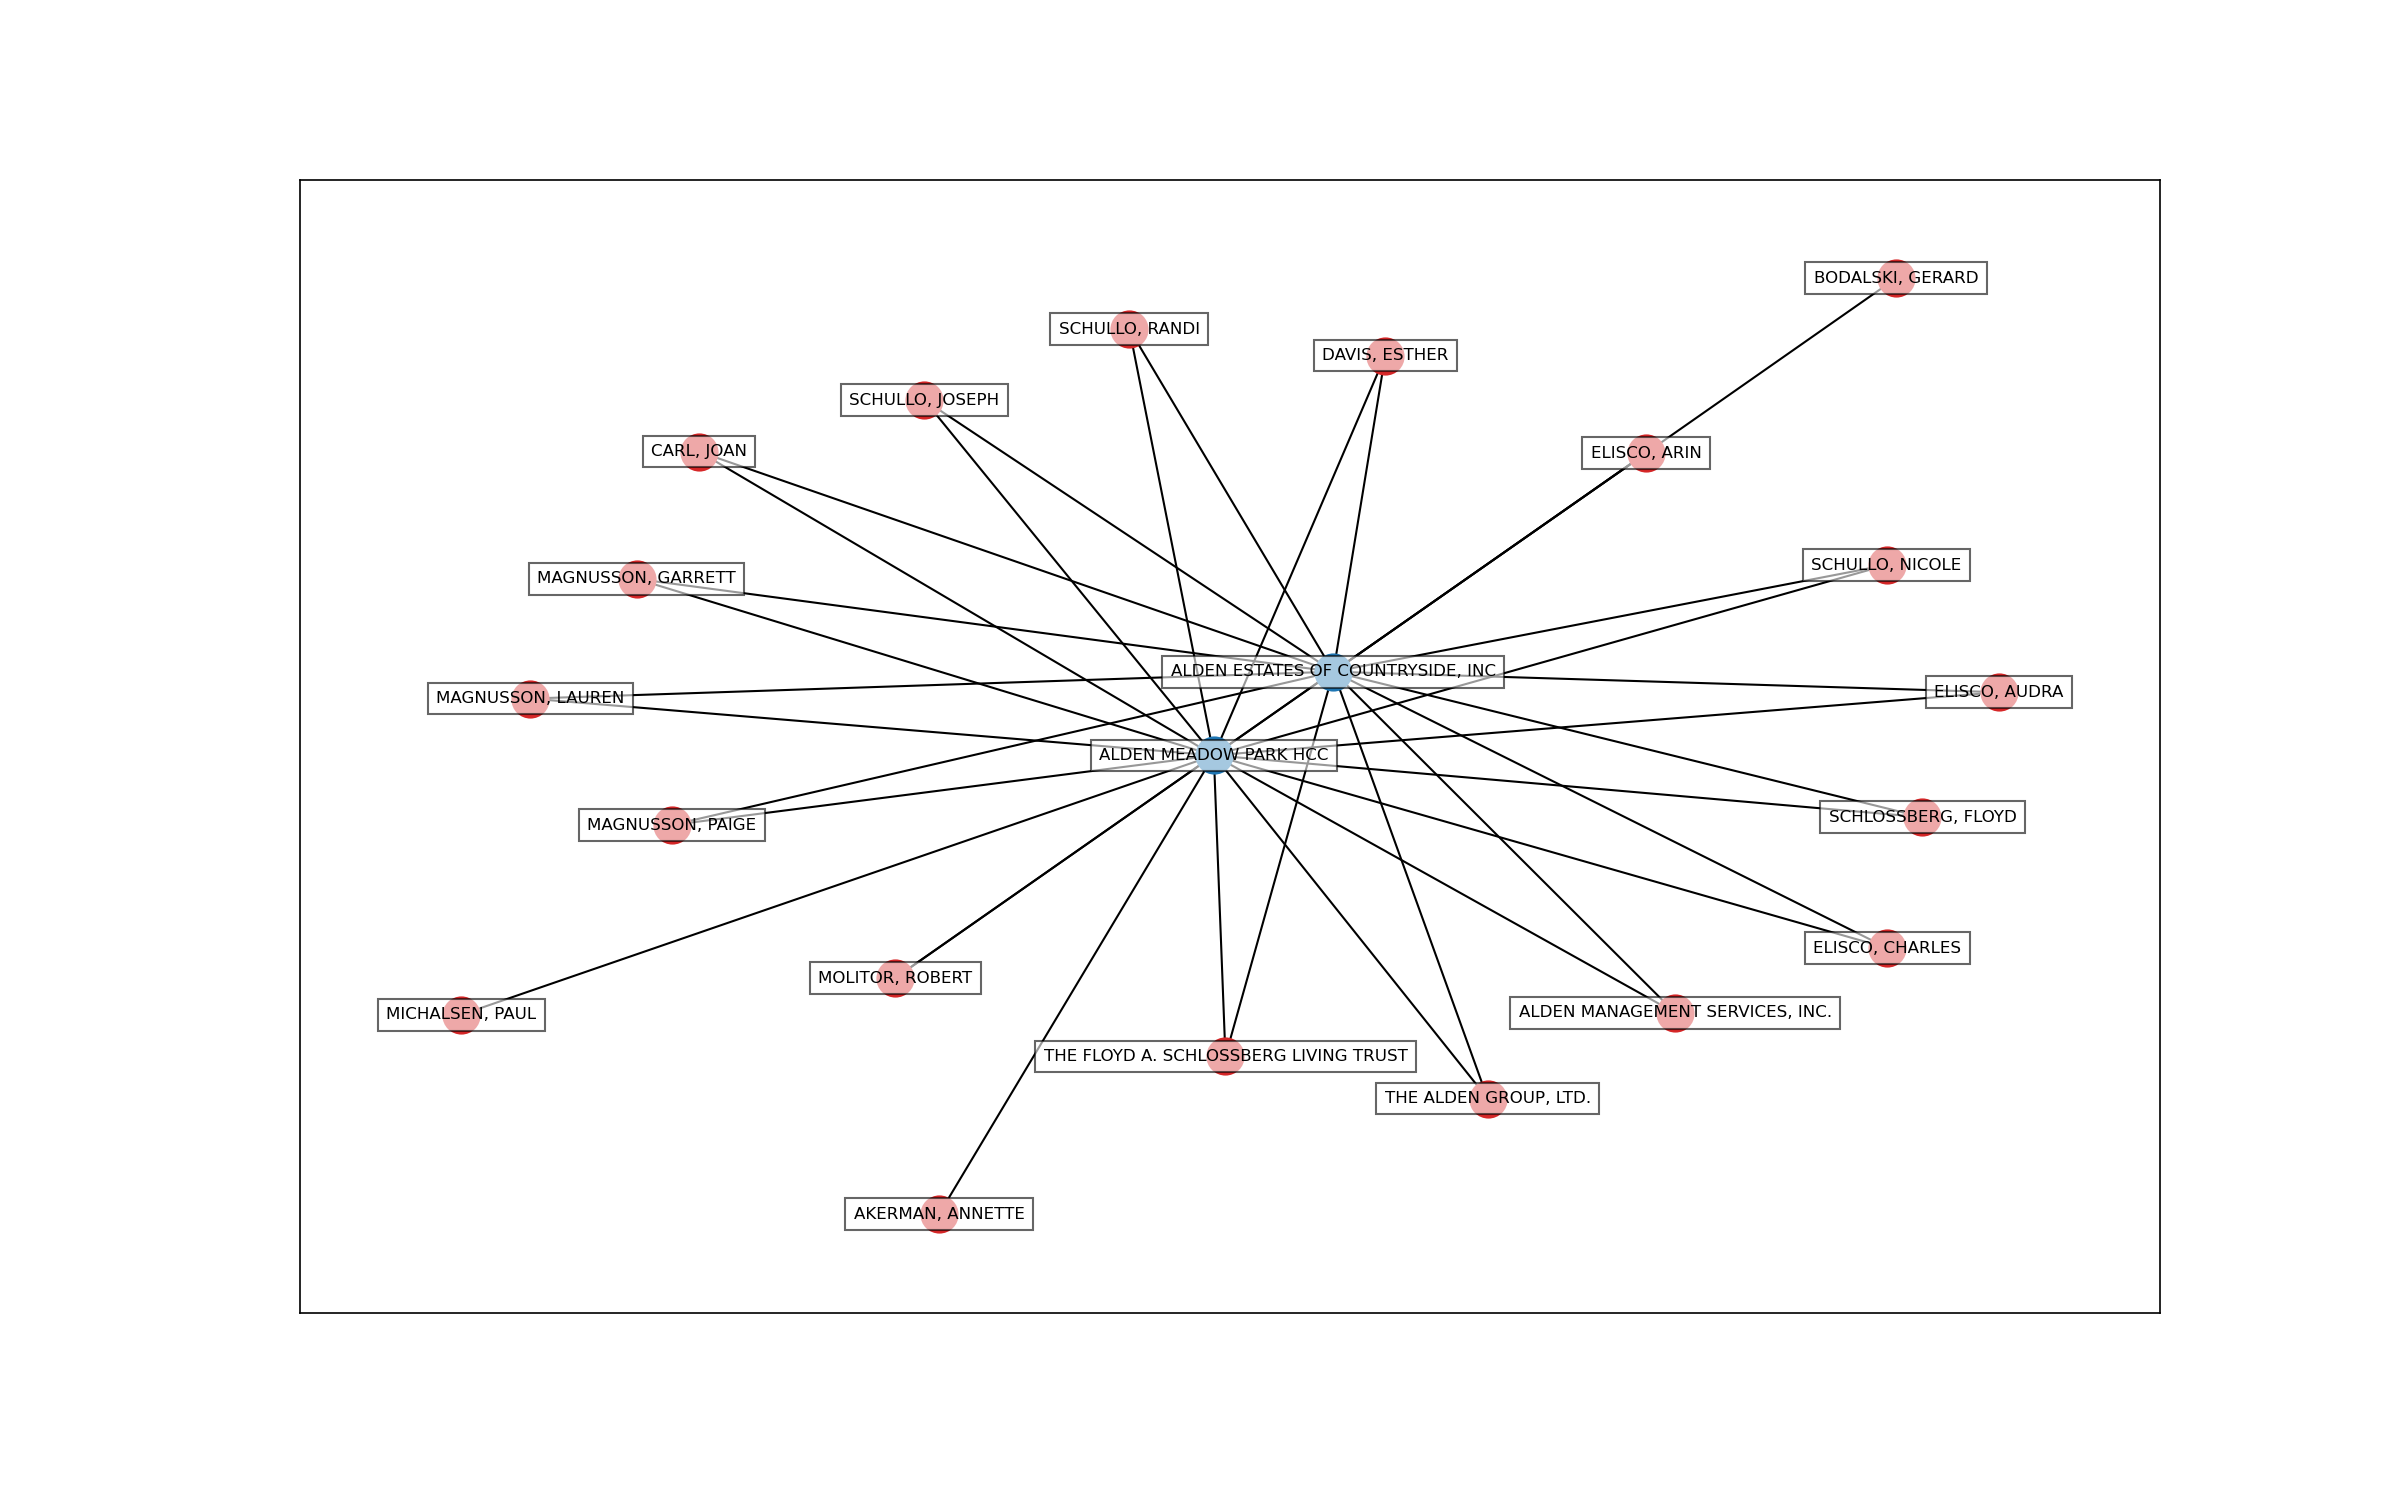 BODALSKI, GERARD
SCHULLO, RANDI
DAVIS, ESTHER
SCHULLO, JOSEPH
CARL, JOAN
ELISCO, ARIN
SCHULLO, NICOLE
MAGNUSSON, GARRETT
ALDEN ESTATES OF COUNTRYSIDE, INC
ELISCO, AUDRA
MAGNUSSON, LAUREN
ALDEN MEADOW PARK HCC
SCHLOSSBERG, FLOYD
MAGNUSSON, PAIGE
ELISCO, CHARLES
MOLITOR, ROBERT
ALDEN MANAGEMENT SERVICES, INC.
MICHALSEN, PAUL
THE FLOYD A. SCHLOSSBERG LIVING TRUST
THE ALDEN GROUP, LTD.
AKERMAN, ANNETTE